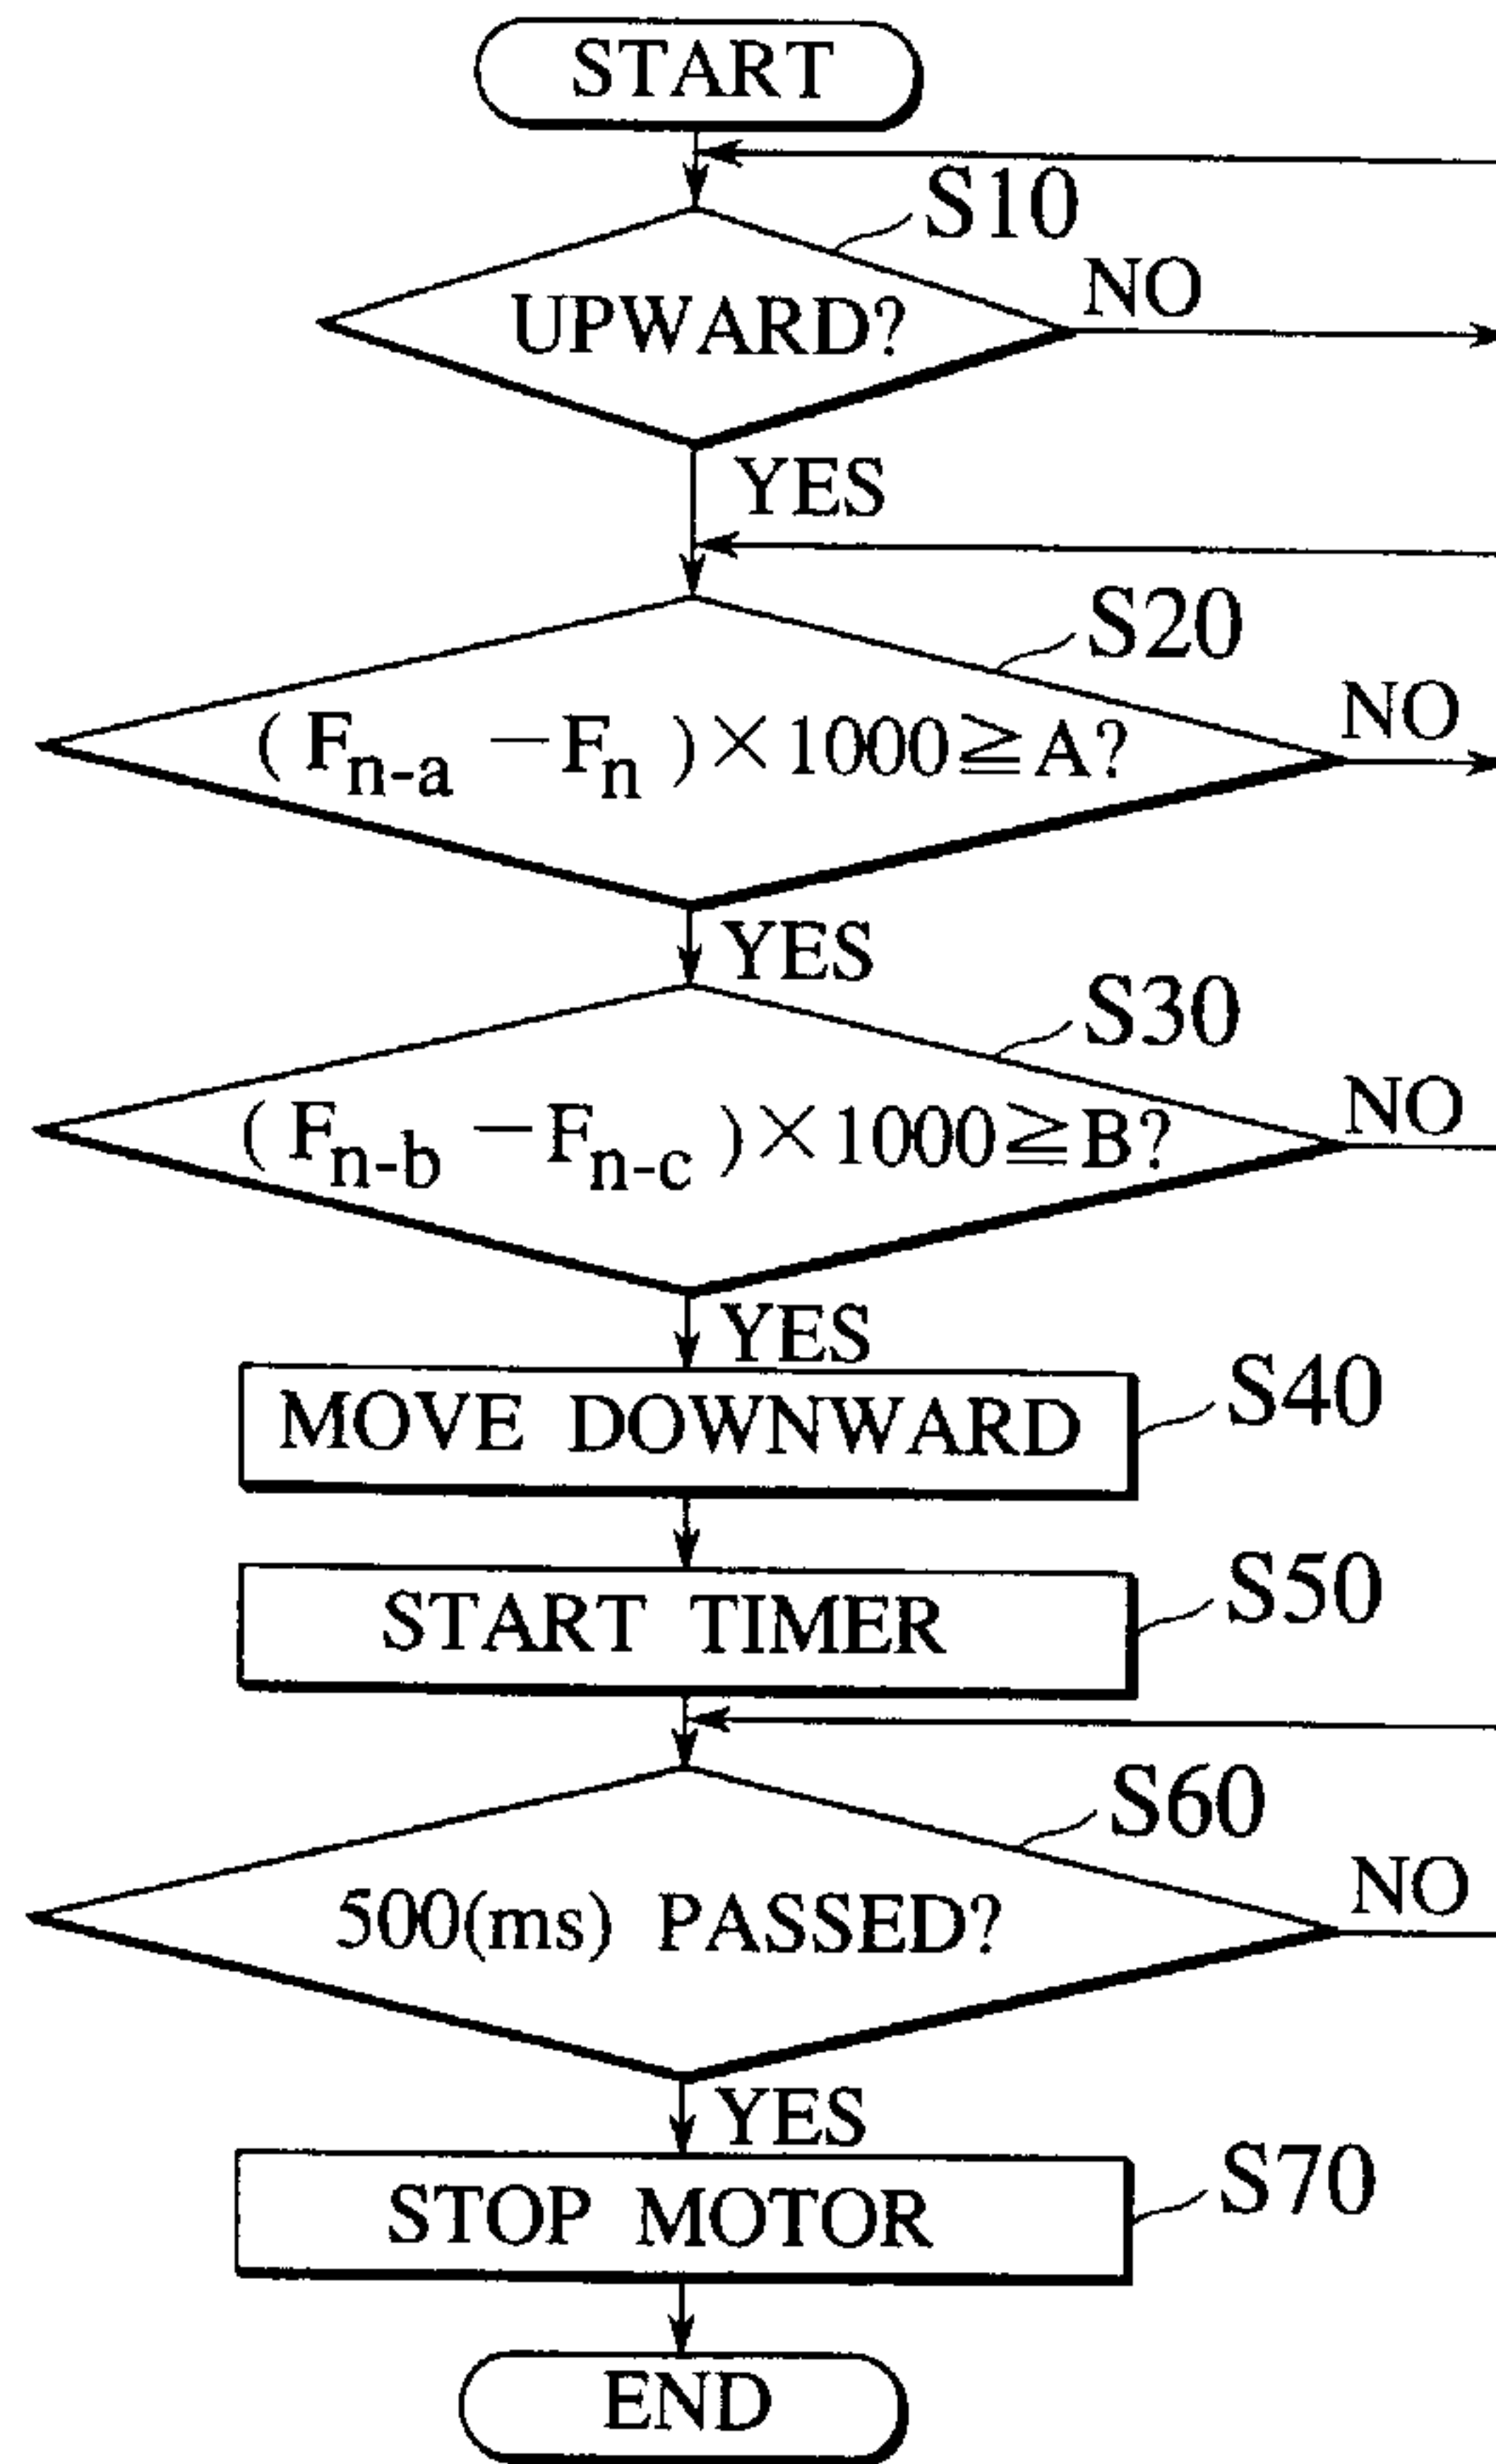 START
S10
UPWARD?
NO
YES
S20
( Fn-a − Fn ) × 1000 ≧ A?
NO
YES
S30
( Fn-b − Fn-c ) × 1000 ≧ B?
NO
YES
MOVE DOWNWARD
S40
START TIMER
S50
S60
500(ms) PASSED?
NO
YES
STOP MOTOR
S70
END